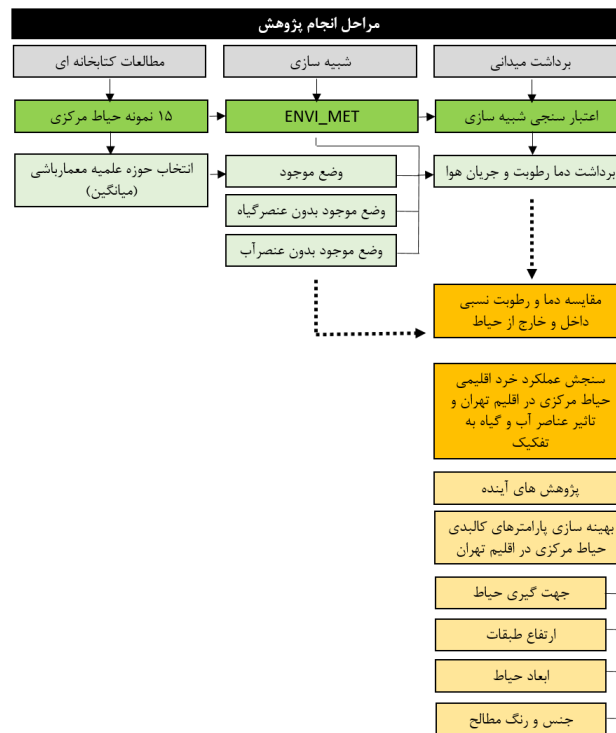 مراحل انجام پژوهش
برداشت میدانی
شبیه سازی
مطالعات کتابخانه ای
اعتبار سنجی شبیه سازی
ENVI_MET
۱۵ نمونه حیاط مرکزی
برداشت دما رطوبت و جریان هوا
وضع موجود
انتخاب حوزه علمیه معمارباشی
(میانگین)
وضع موجود بدون عنصر گیاه
وضع موجود بدون عنصر آب
مقایسه دما و رطوبت نسبی
داخل و خارج از حیاط
سنجش عملکرد خرد اقلیمی
حیاط مرکزی در اقلیم تهران و
تاثیر عناصر آب و گیاه به
تفکیک
پژوهش های آینده
بهینه سازی پارامترهای کالبدی
حیاط مرکزی در اقلیم تهران
جهت گیری حیاط
ارتفاع طبقات
ابعاد حیاط
جنس و رنگ مطالح